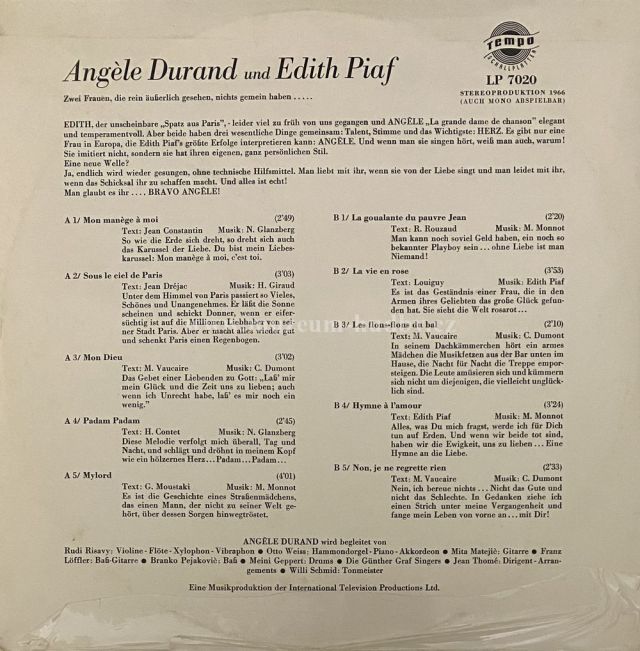 Tempo
SCHALLPLATTEN
Angèle Durand und Edith Piaf
LP 7020
Zwei Frauen, die rein äußerlich gesehen, nichts gemein haben . . . . .
STEREOPRODUKTION 1966
(AUCH MONO ABSPIELBAR)
EDITH, der unscheinbare „Spatz aus Paris", - leider viel zu früh von uns gegangen und ANGÈLE „La grande dame de chanson" elegant
und temperamentvoll. Aber beide haben drei wesentliche Dinge gemeinsam: Talent, Stimme und das Wichtigste: HERZ. Es gibt nur eine
Frau in Europa, die Edith Piaf's größte Erfolge interpretieren kann: ANGÈLE. Und wenn man sie singen hört, weiß man auch, warum!
Sie imitiert nicht, sondern sie hat ihren eigenen, ganz persönlichen Stil.
Eine neue Welle?
Ja, endlich wird wieder gesungen, ohne technische Hilfsmittel. Man liebt mit ihr, wenn sie von der Liebe singt und man leidet mit ihr,
wenn das Schicksal ihr zu schaffen macht. Und alles ist echt!
Man glaubt es ihr . . . . BRAVO ANGÈLE!
A 1/ Mon manège à moi (2'49)
Text: Jean Constantin Musik: N. Glanzberg
So wie die Erde sich dreht, so dreht sich auch
das Karussel der Liebe. Du bist mein Liebes-
karussel: Mon manège à moi, c'est toi.
A 2/ Sous le ciel de Paris (3'03)
Text: Jean Dréjac Musik: H. Giraud
Unter dem Himmel von Paris passiert so Vieles,
Schönes und Unangenehmes. Er läßt die Sonne
scheinen und schickt Donner, wenn er eifer-
süchtig ist auf die Millionen Liebhaber von sei-
ner Stadt Paris. Aber er macht alles wieder gut
und schenkt Paris einen Regenbogen.
A 3/ Mon Dieu (3'02)
Text: M. Vaucaire Musik: C. Dumont
Das Gebet einer Liebenden zu Gott: „Laß' mir
mein Glück und die Zeit uns zu lieben; auch
wenn ich Unrecht habe, laß' es mir noch ein
wenig."
A 4/ Padam Padam (2'45)
Text: H. Contet Musik: N. Glanzberg
Diese Melodie verfolgt mich überall, Tag und
Nacht, und schlägt und dröhnt in meinem Kopf
wie ein hölzernes Herz... Padam... Padam...
A 5/ Mylord (4'01)
Text: G. Moustaki Musik: M. Monnot
Es ist die Geschichte eines Straßenmädchens,
das einen Mann, der nicht zu seiner Welt ge-
hört, über dessen Sorgen hinwegtröstet.
B 1/ La goualante du pauvre Jean (2'20)
Text: R. Rouzaud Musik: M. Monnot
Man kann noch soviel Geld haben, ein noch so
bekannter Playboy sein . . . ohne Liebe ist man
Niemand!
B 2/ La vie en rose (3'53)
Text: Louiguy Musik: Edith Piaf
Es ist das Geständnis einer Frau, die in den
Armen ihres Geliebten das große Glück gefun-
den hat. Sie sieht die Welt rosarot...
B 3/ Les flons-flons du bal (2'10)
Text: M. Vaucaire Musik: C. Dumont
In seinem Dachkämmerchen hört ein armes
Mädchen die Musikfetzen aus der Bar unten im
Hause, die Nacht für Nacht die Treppe empor-
steigen. Die Leute amüsieren sich und kümmern
sich nicht um diejenigen, die vielleicht unglück-
lich sind.
B 4/ Hymne à l'amour (3'24)
Text: Edith Piaf Musik: M. Monnot
Alles, was Du mich fragst, werde ich für Dich
tun auf Erden. Und wenn wir beide tot sind,
haben wir die Ewigkeit, uns zu lieben . . . Eine
Hymne an die Liebe.
B 5/ Non, je ne regrette rien (2'33)
Text: M. Vaucaire Musik: C. Dumont
Nein, ich bereue nichts . . . Nicht das Gute und
nicht das Schlechte. In Gedanken ziehe ich
einen Strich unter meine Vergangenheit und
fange mein Leben von vorne an... mit Dir!
ANGÈLE DURAND wird begleitet von
Rudi Risavy: Violine - Flöte - Xylophon - Vibraphon ● Otto Weiss: Hammondorgel - Piano - Akkordeon ● Mita Matejič: Gitarre ● Franz
Löffler: Baß-Gitarre ● Branko Pejakovič: Baß ● Meini Geppert: Drums ● Die Günther Graf Singers ● Jean Thomé: Dirigent - Arran-
gements ● Willi Schmid: Tonmeister
Eine Musikproduktion der International Television Productions Ltd.